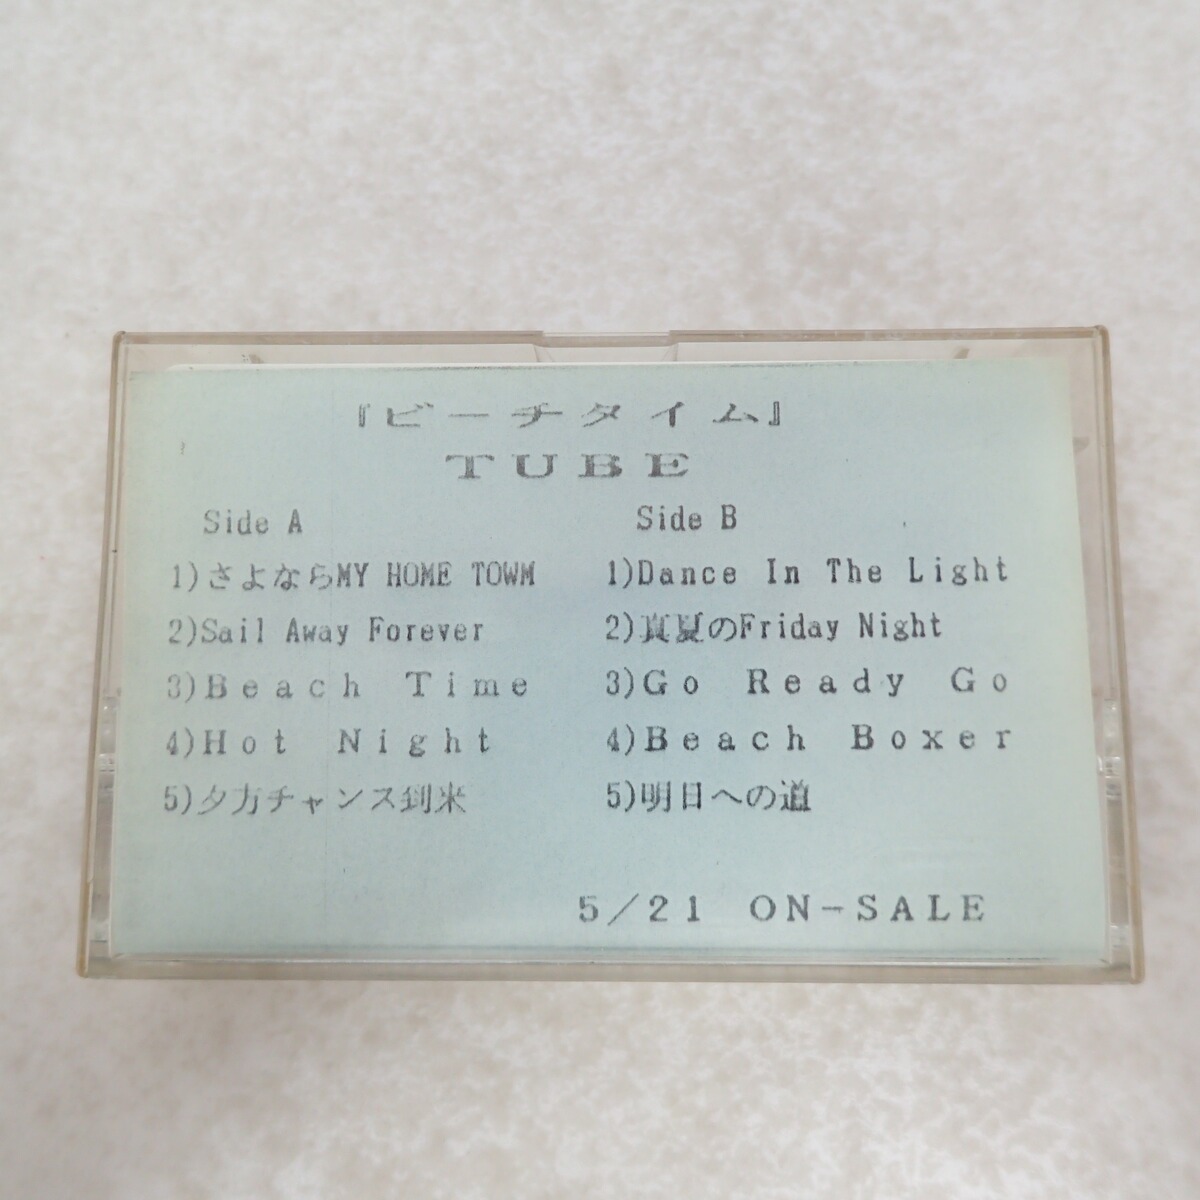 『ビーチタイム』
TUBE
Side A
1)さよならMY HOME TOWM
2)Sail Away Forever
3)Beach Time
4)Hot Night
5)夕方チャンス到来
Side B
1)Dance In The Light
2)真夏のFriday Night
3)Go Ready Go
4)Beach Boxer
5)明日への道
5/21 ON-SALE